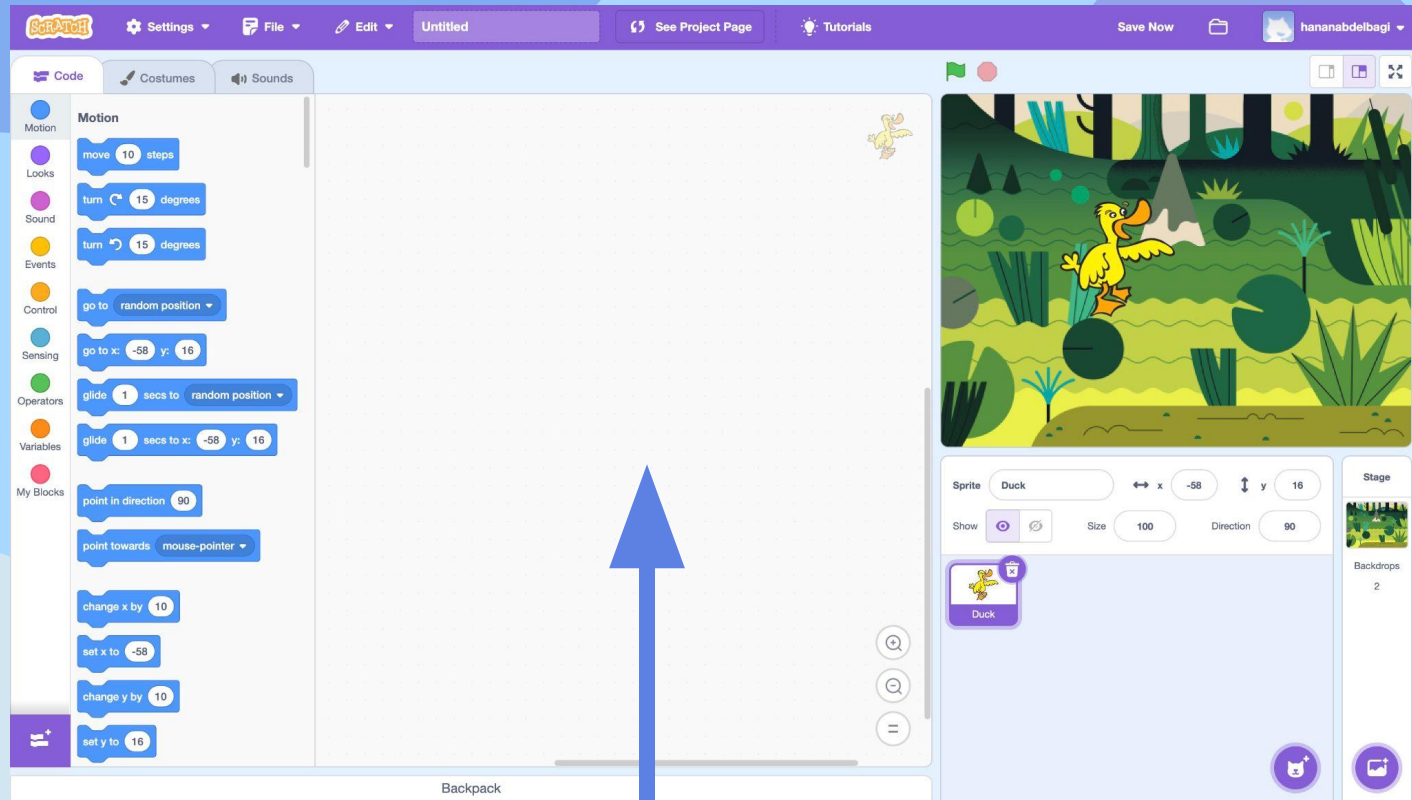 SCRATCH Settings File Edit Untitled See Project Page Tutorials Save Now hananabdelbagi
Code Costumes Sounds
Motion
Looks
Sound
Events
Control
Sensing
Operators
Variables
My Blocks
Motion
move 10 steps
turn 15 degrees
turn 15 degrees
go to random position
go to x: -58 y: 16
glide 1 secs to random position
glide 1 secs to x: -58 y: 16
point in direction 90
point towards mouse-pointer
change x by 10
set x to -58
change y by 10
set y to 16
Backpack
Sprite Duck x -58 y 16
Show Size 100 Direction 90
Duck
Stage
Backdrops
2